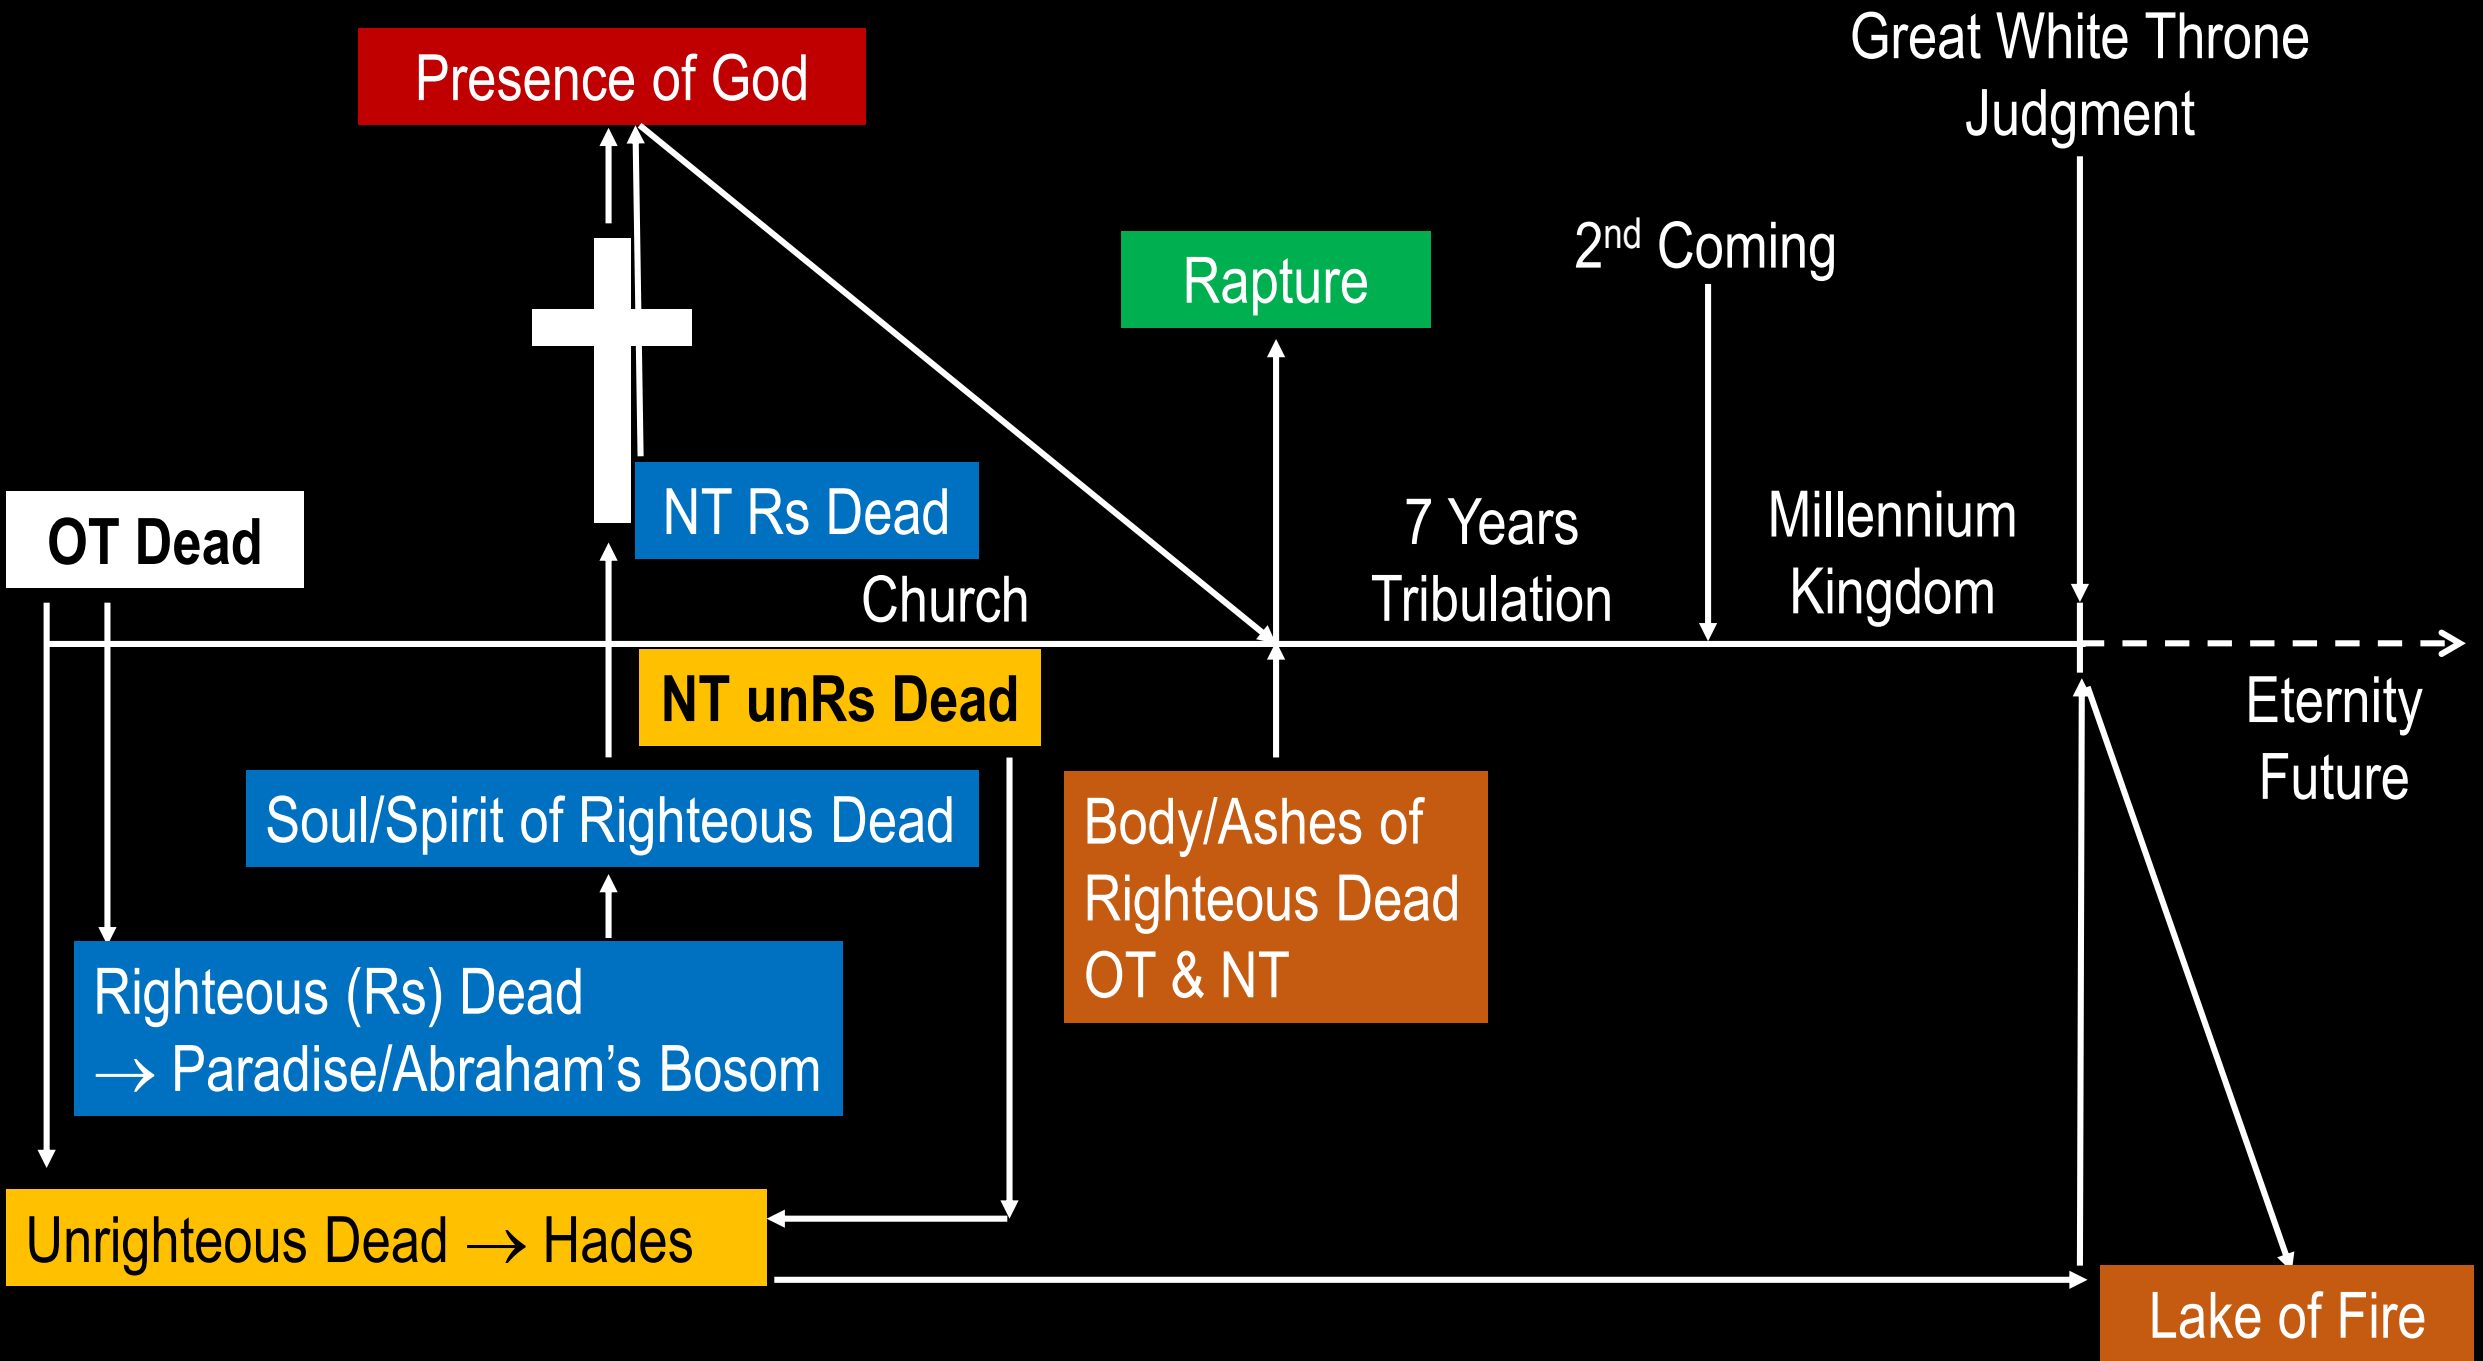 Presence of God
Great White Throne
Judgment
2nd Coming
Rapture
NT Rs Dead
OT Dead
Church
7 Years
Tribulation
Millennium
Kingdom
NT unRs Dead
Eternity
Future
Soul/Spirit of Righteous Dead
Body/Ashes of
Righteous Dead
OT & NT
Righteous (Rs) Dead
→ Paradise/Abraham’s Bosom
Unrighteous Dead → Hades
Lake of Fire